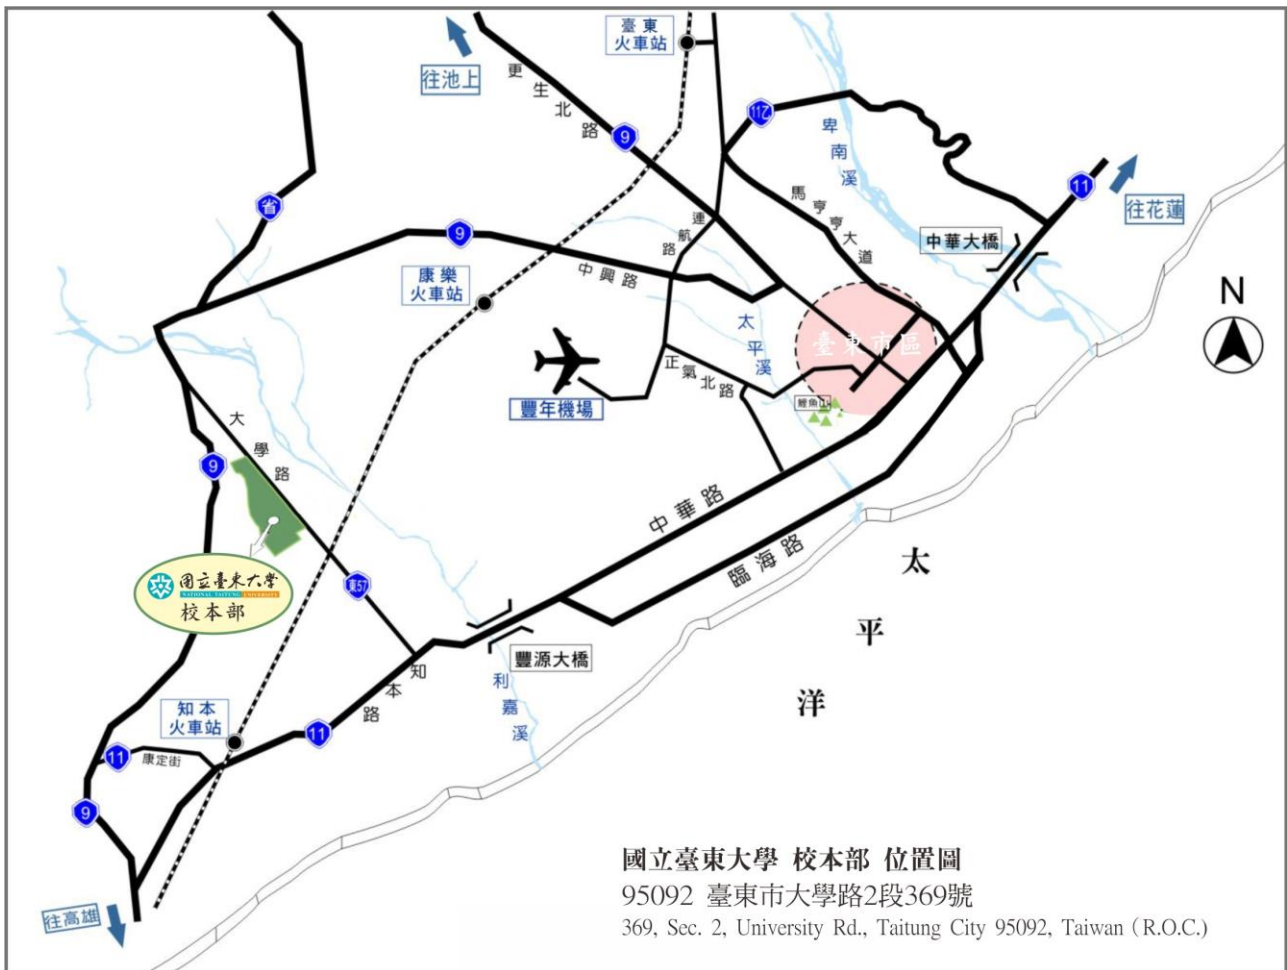 臺東
火車站
往池上
更生北路
9
11乙
卑南溪
11
往花蓮
省
9
連航路
馬亨亨大道
中華大橋
康樂
火車站
中興路
N
太平溪
臺東市區
正氣北路
豐年機場
鯉魚山
大學路
9
中華路
臨海路
太平洋
國立臺東大學
NATIONAL TAITUNG UNIVERSITY
校本部
東57
豐源大橋
知本路
利嘉溪
知本
火車站
11
11
康定街
9
往高雄
國立臺東大學 校本部 位置圖
95092 臺東市大學路2段369號
369, Sec. 2, University Rd., Taitung City 95092, Taiwan (R.O.C.)